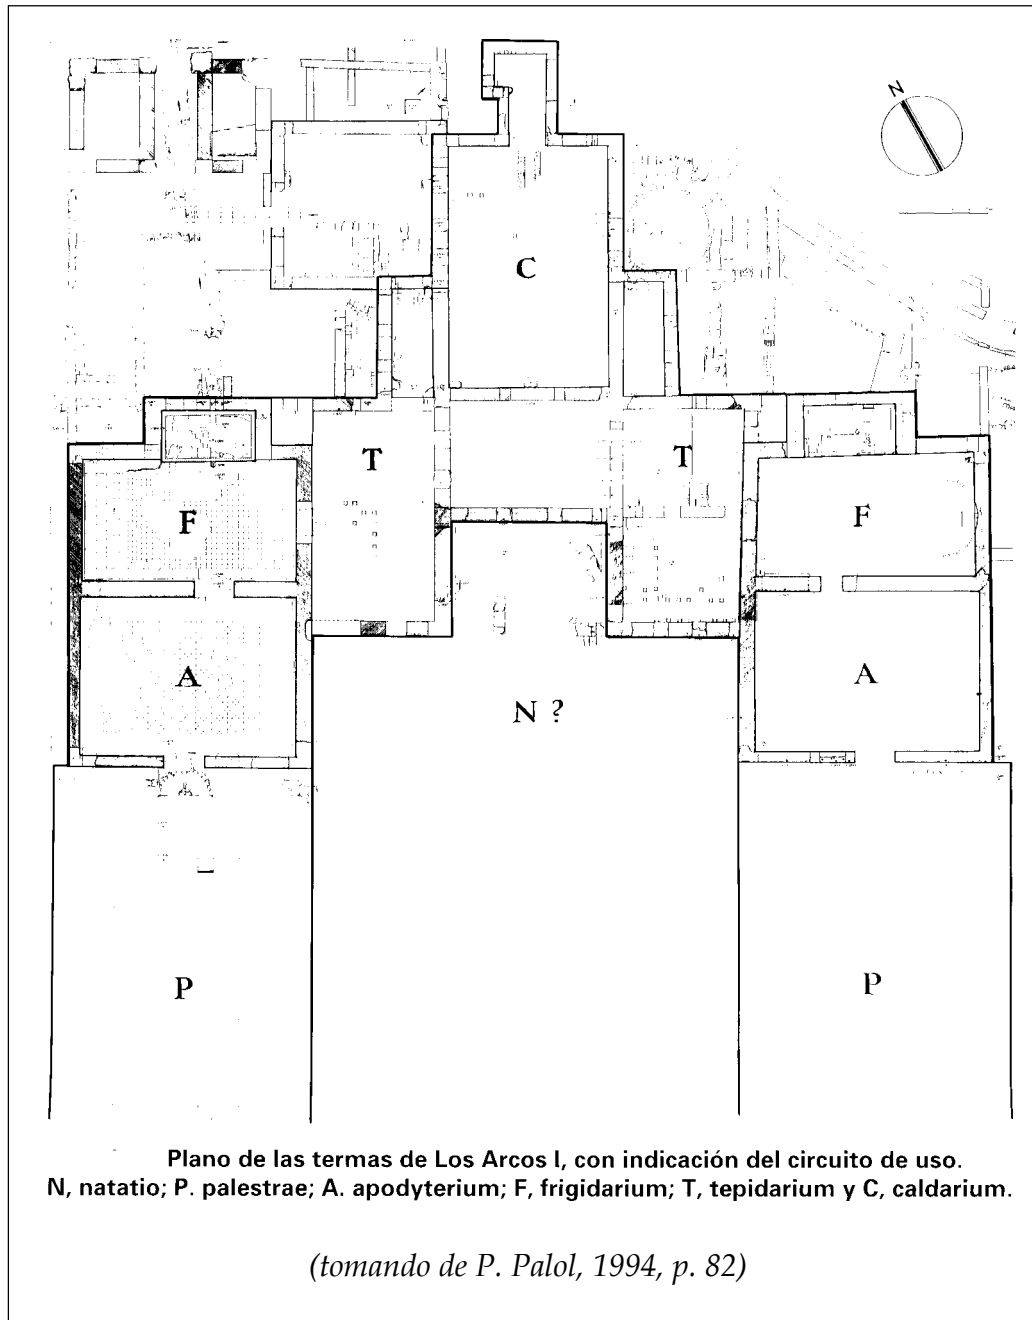 N
C
T
T
F
F
A
A
N ?
P
P
Plano de las termas de Los Arcos I, con indicación del circuito de uso.
N, natatio; P. palestrae; A. apodyterium; F, frigidarium; T, tepidarium y C, caldarium.
(tomando de P. Palol, 1994, p. 82)